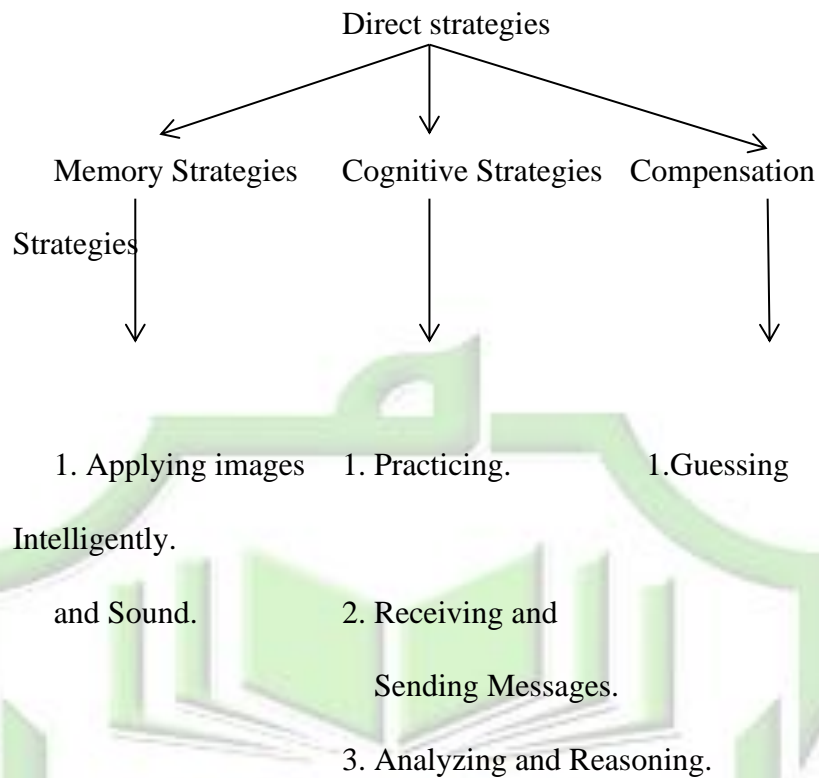 Direct strategies
Memory Strategies Cognitive Strategies Compensation
Strategies
1. Applying images 1. Practicing. 1.Guessing
Intelligently.
and Sound. 2. Receiving and
Sending Messages.
3. Analyzing and Reasoning.